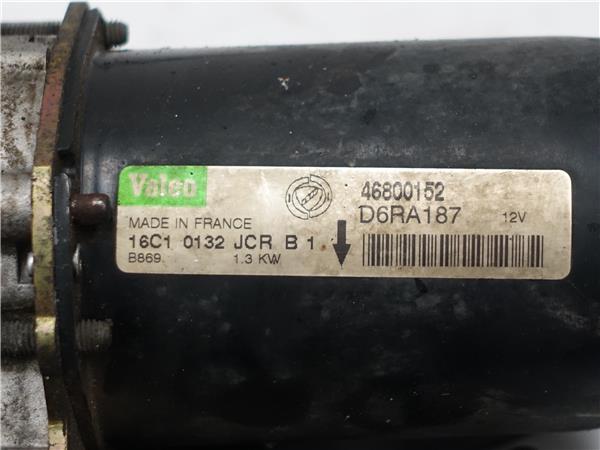 Valeo
46800152
D6RA187 12V
MADE IN FRANCE
16C1 0132 JCR B 1
B869 1.3 KW